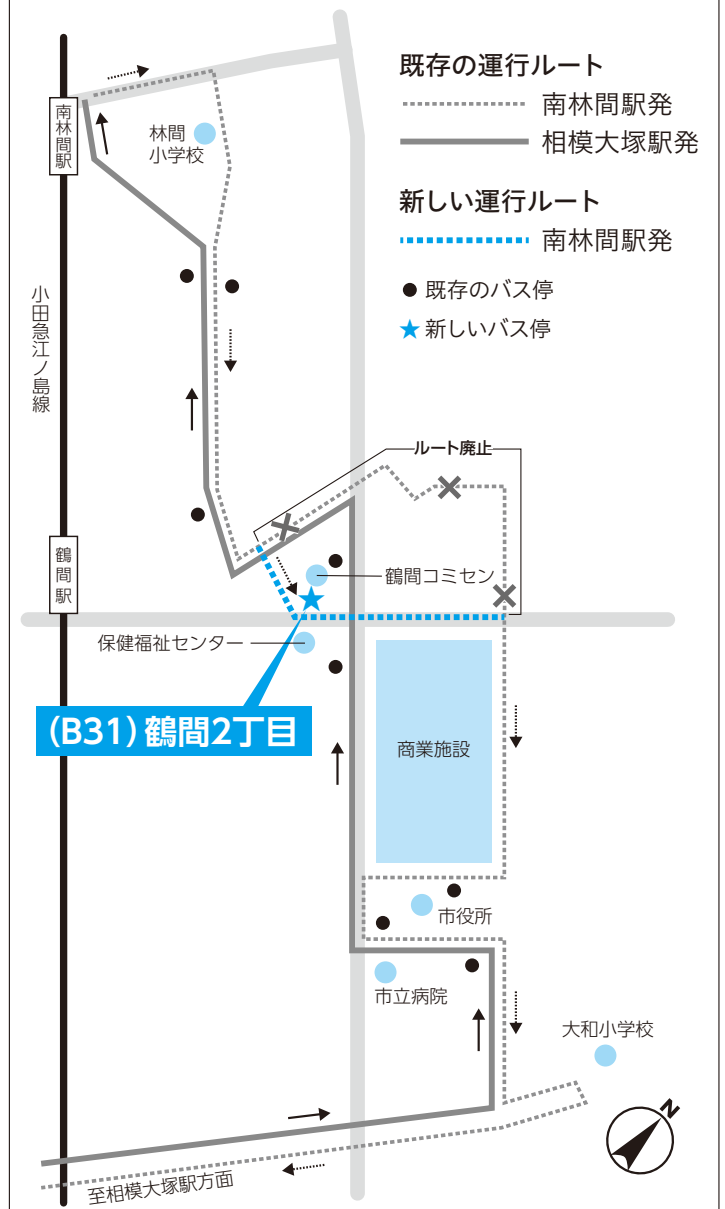 既存の運行ルート
南林間駅発
相模大塚駅発
新しい運行ルート
南林間駅発
既存のバス停
新しいバス停
南林間駅
林間
小学校
小田急江ノ島線
ルート廃止
鶴間駅
鶴間コミセン
保健福祉センター
(B31)鶴間2丁目
商業施設
市役所
市立病院
大和小学校
N
至相模大塚駅方面